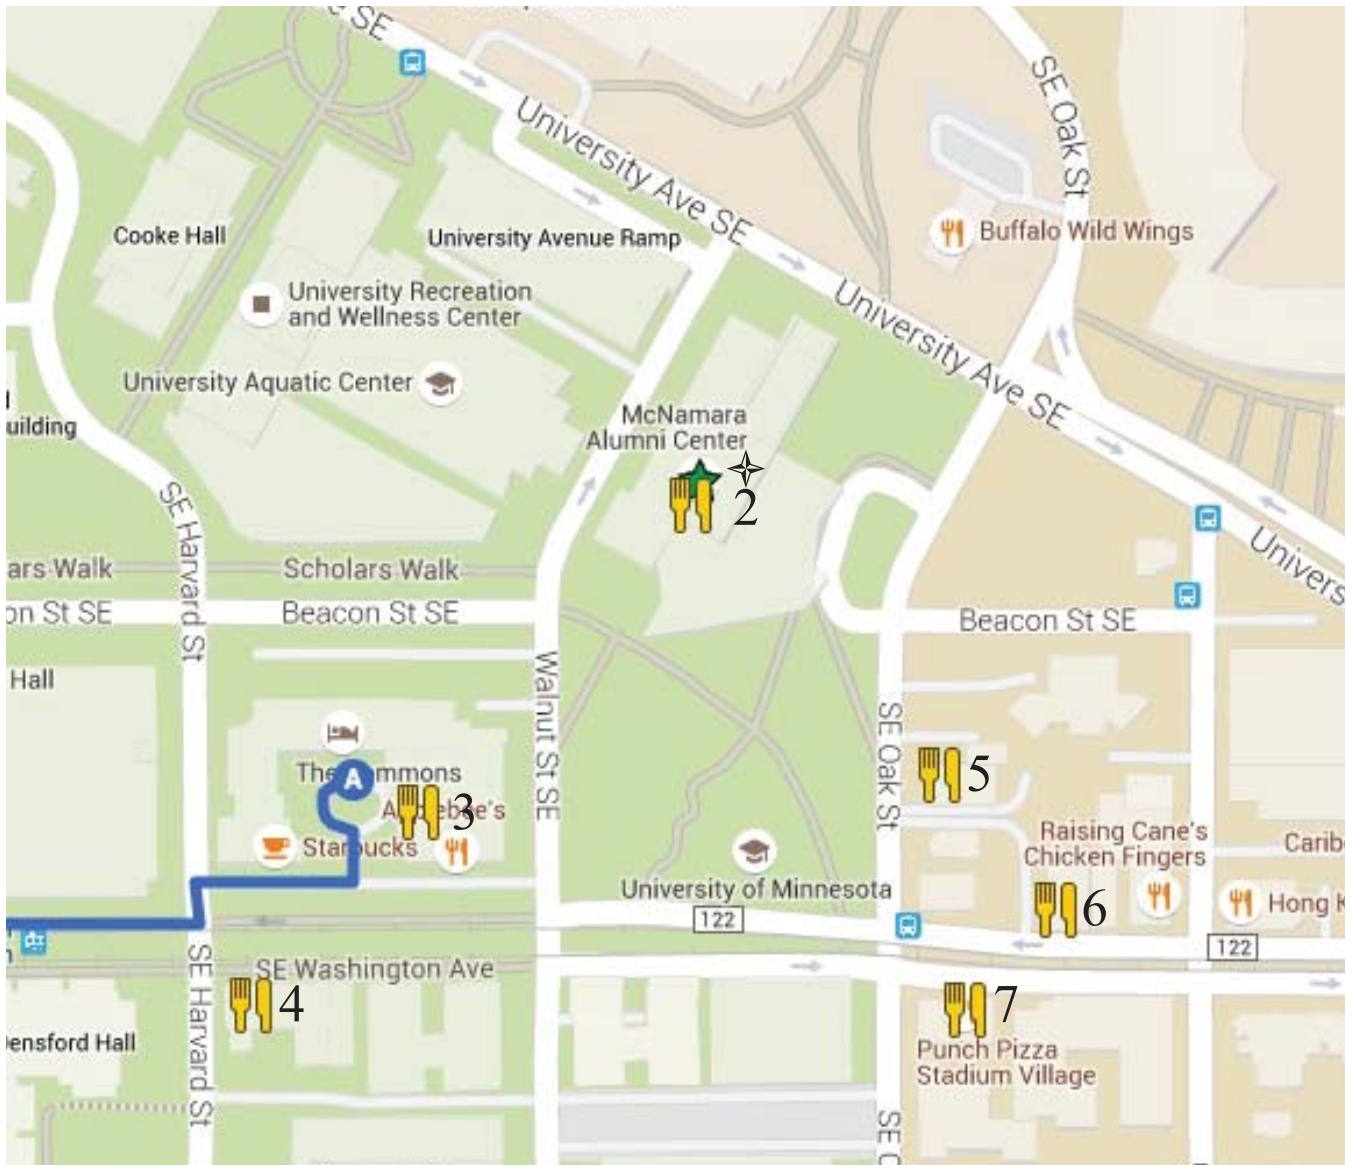 e SE
University Ave SE
SE Oak St
Cooke Hall
University Avenue Ramp
Buffalo Wild Wings
University Recreation
and Wellness Center
University Ave SE
University Aquatic Center
McNamara
Alumni Center
uilding
2
SE Harvard St
Univers
ars Walk
Scholars Walk
on St SE
Beacon St SE
Beacon St SE
Hall
Walnut St SE
SE Oak St
The Commons
A
5
3
Starbucks
Raising Cane's
Chicken Fingers
Carib
University of Minnesota
6
Hong K
122
122
SE Washington Ave
SE Harvard St
4
7
ensford Hall
Punch Pizza
Stadium Village
SE